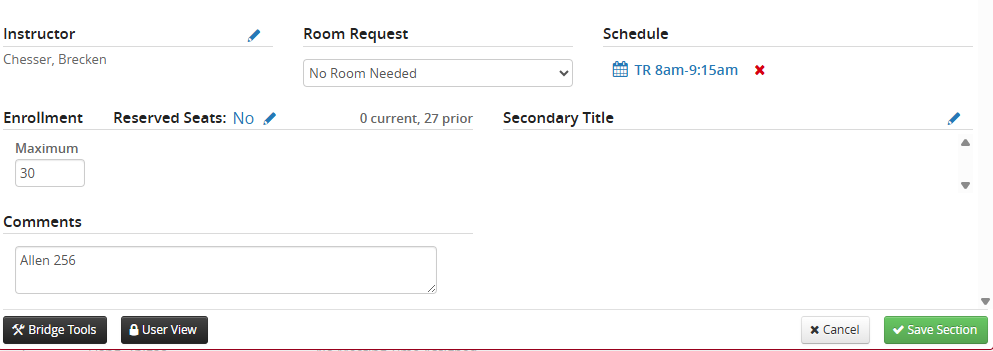 Instructor Room Request Schedule
Chesser, Brecken
No Room Needed TR 8am-9:15am
Enrollment Reserved Seats: No 0 current, 27 prior Secondary Title
Maximum
30
Comments
Allen 256
Bridge Tools User View Cancel Save Section